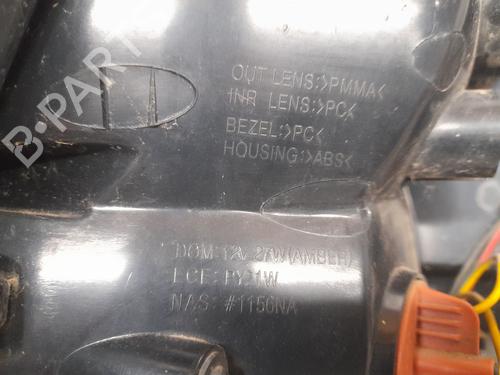 OUT LENS:>PMMA<
INR LENS:>PC<
BEZEL:>PC<
HOUSING:>ABS<
DOM: 12V 27W(AMBER)
ECE: PY21W
NAS: #1156NA
B-PARTS